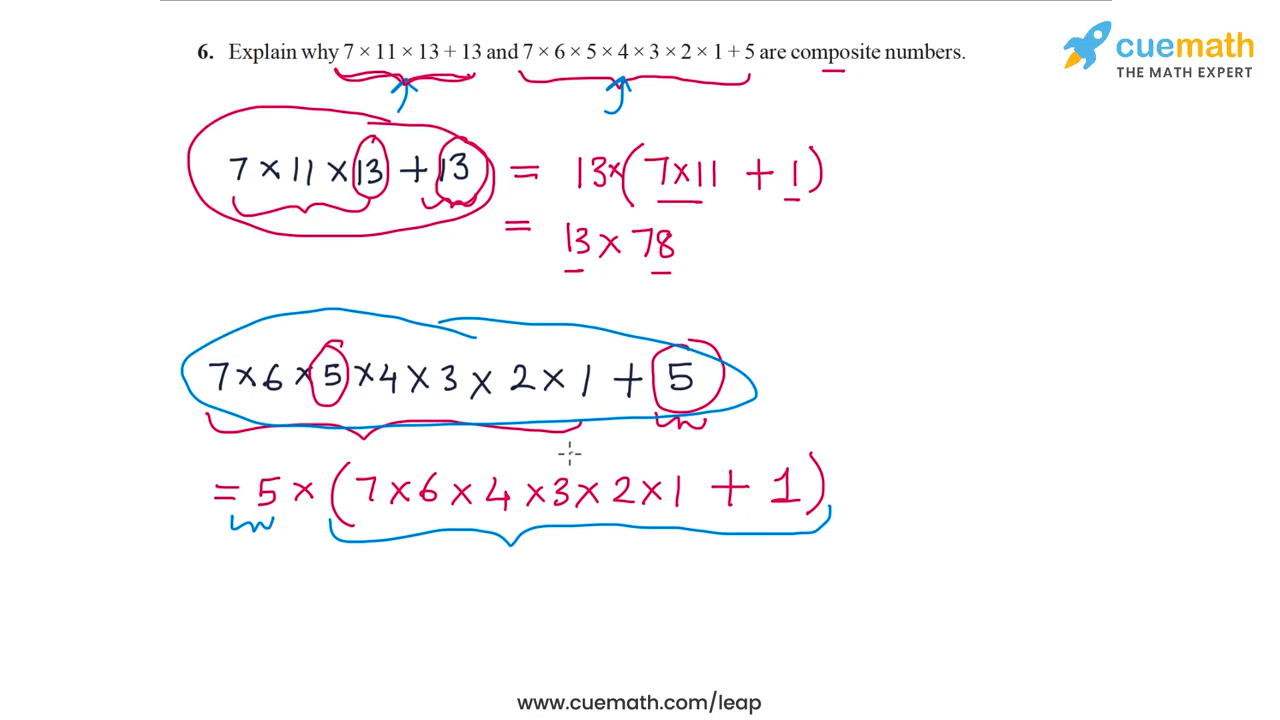 6. Explain why 7 × 11 × 13 + 13 and 7 × 6 × 5 × 4 × 3 × 2 × 1 + 5 are composite numbers.
cuemath
THE MATH EXPERT
7 × 11 × 13 + 13 = 13×(7×11 + 1)
= 13 × 78
7 × 6 × 5 × 4 × 3 × 2 × 1 + 5
= 5 × (7 × 6 × 4 × 3 × 2 × 1 + 1)
www.cuemath.com/leap